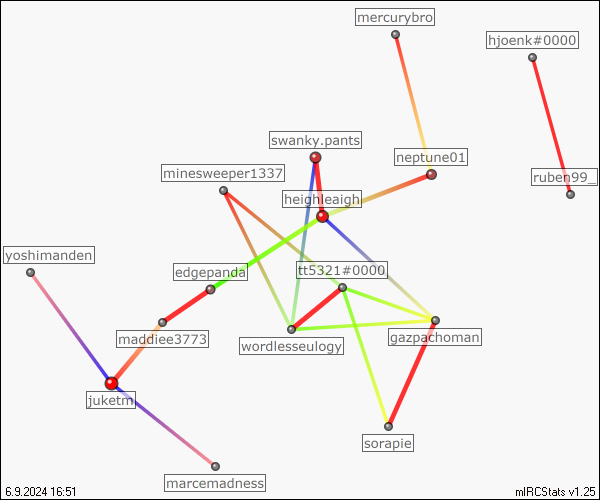 mercurybro
hjoenk#0000
swanky.pants
neptune01
minesweeper1337
ruben99_
heighleaigh
yoshimanden
edgepanda
tt5321#0000
maddiee3773
wordlesseulogy
gazpachoman
juketm
sorapie
marcemadness
6.9.2024 16:51
mIRCStats v1.25